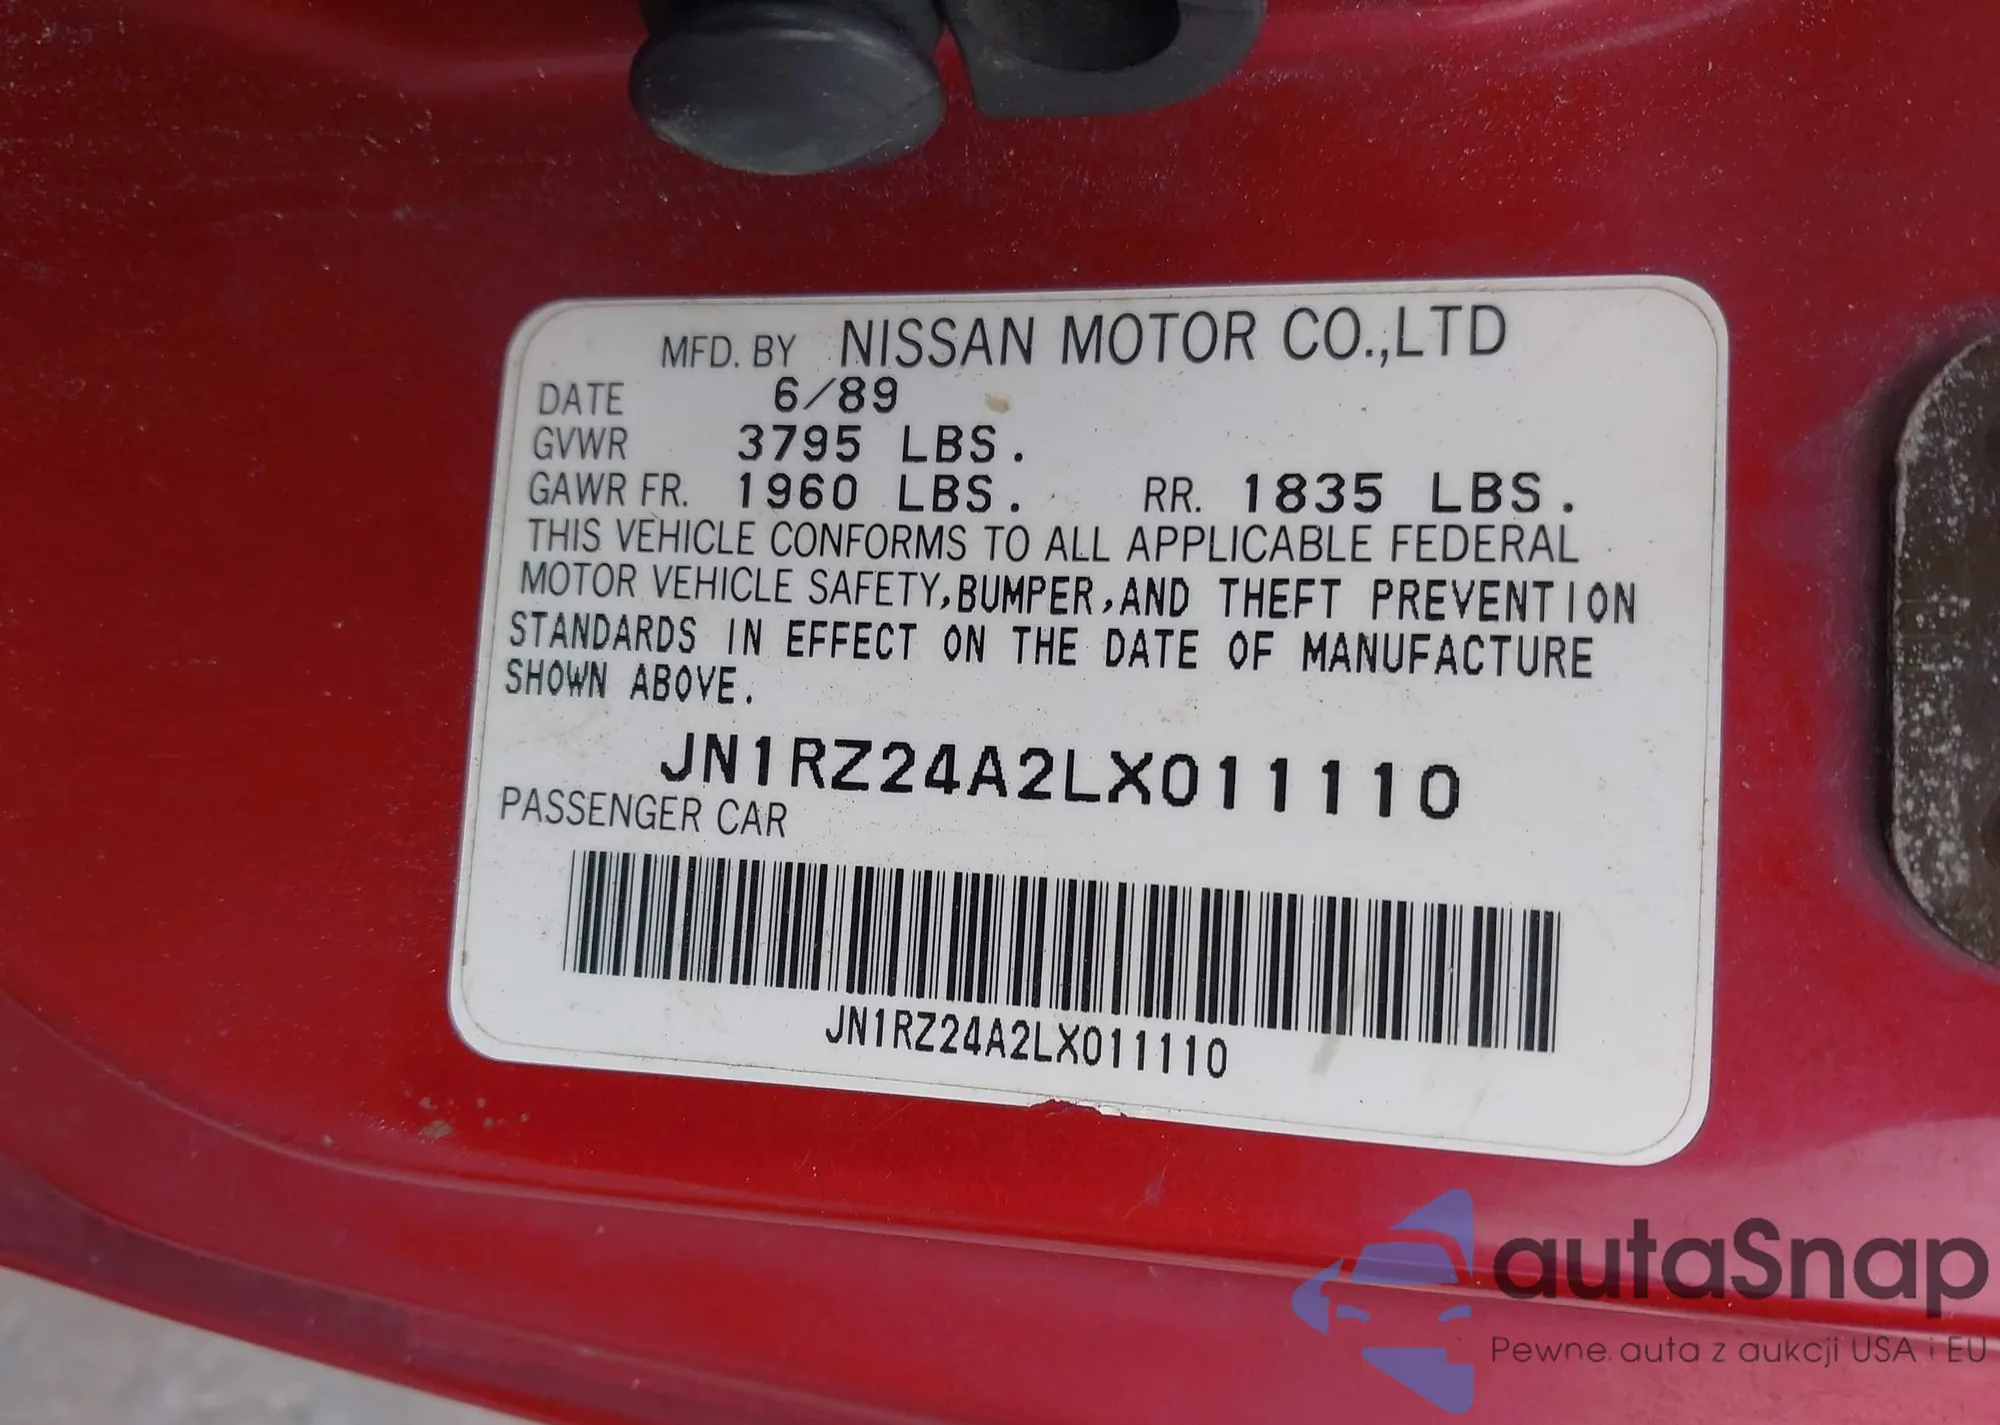 MFD. BY NISSAN MOTOR CO.,LTD
DATE 6/89
GVWR 3795 LBS.
GAWR FR. 1960 LBS. RR. 1835 LBS.
THIS VEHICLE CONFORMS TO ALL APPLICABLE FEDERAL
MOTOR VEHICLE SAFETY,BUMPER,AND THEFT PREVENTION
STANDARDS IN EFFECT ON THE DATE OF MANUFACTURE
SHOWN ABOVE.
JN1RZ24A2LX011110
PASSENGER CAR
JN1RZ24A2LX011110
autaSnap
Pewne auta z aukcji USA i EU